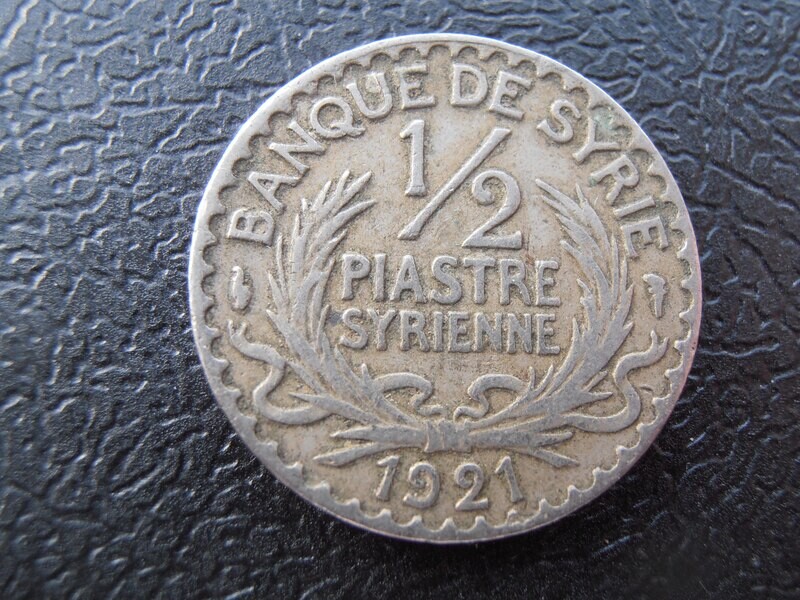 BANQUE DE SYRIE
1/2
PIASTRE
SYRIENNE
1921